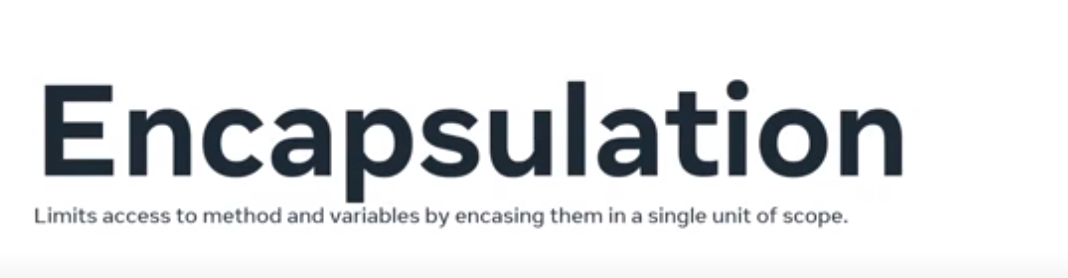 Encapsulation
Limits access to method and variables by encasing them in a single unit of scope.